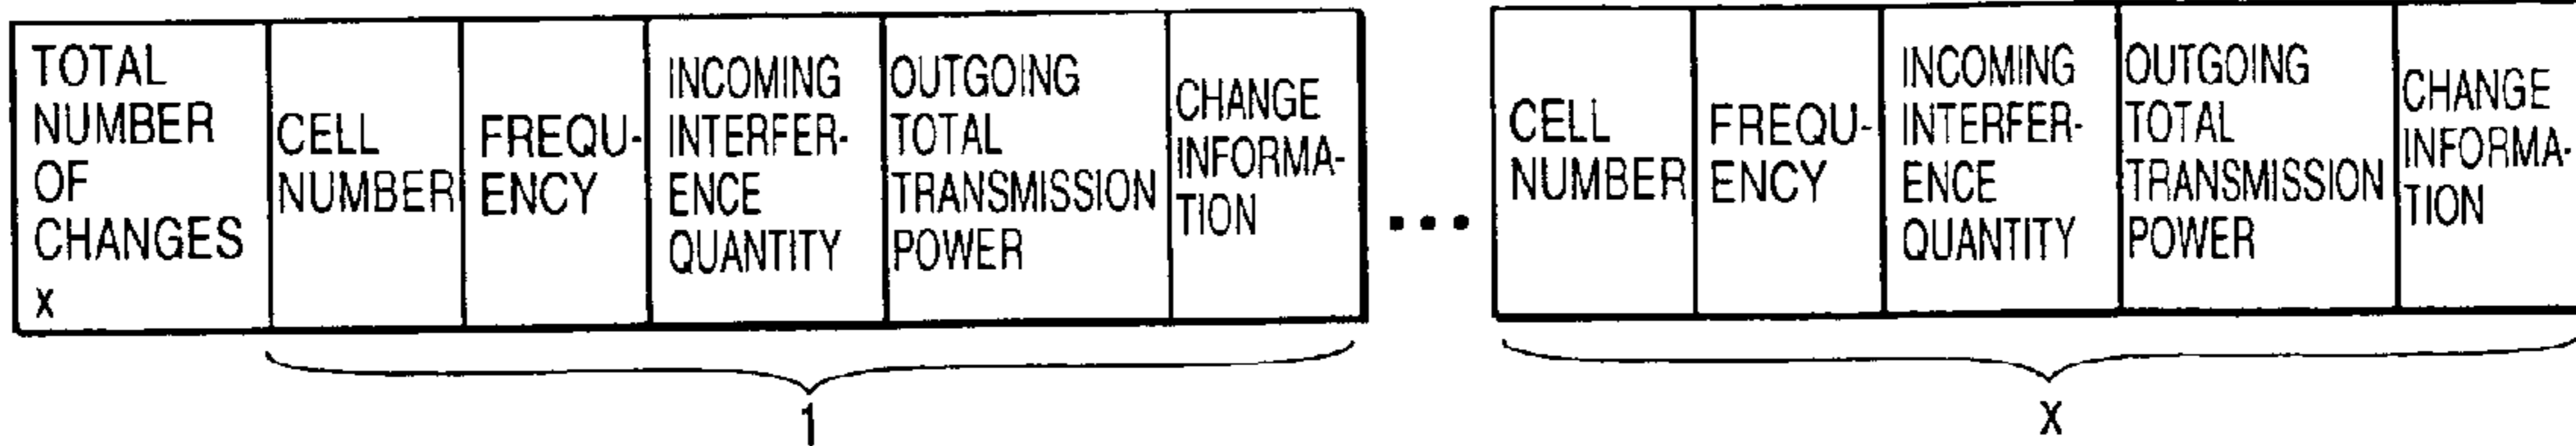 TOTAL
NUMBER
OF
CHANGES
x
CELL
NUMBER
FREQU-
ENCY
INCOMING
INTERFER-
ENCE
QUANTITY
OUTGOING
TOTAL
TRANSMISSION
POWER
CHANGE
INFORMA-
TION
...
CELL
NUMBER
FREQU-
ENCY
INCOMING
INTERFER-
ENCE
QUANTITY
OUTGOING
TOTAL
TRANSMISSION
POWER
CHANGE
INFORMA-
TION
1
X